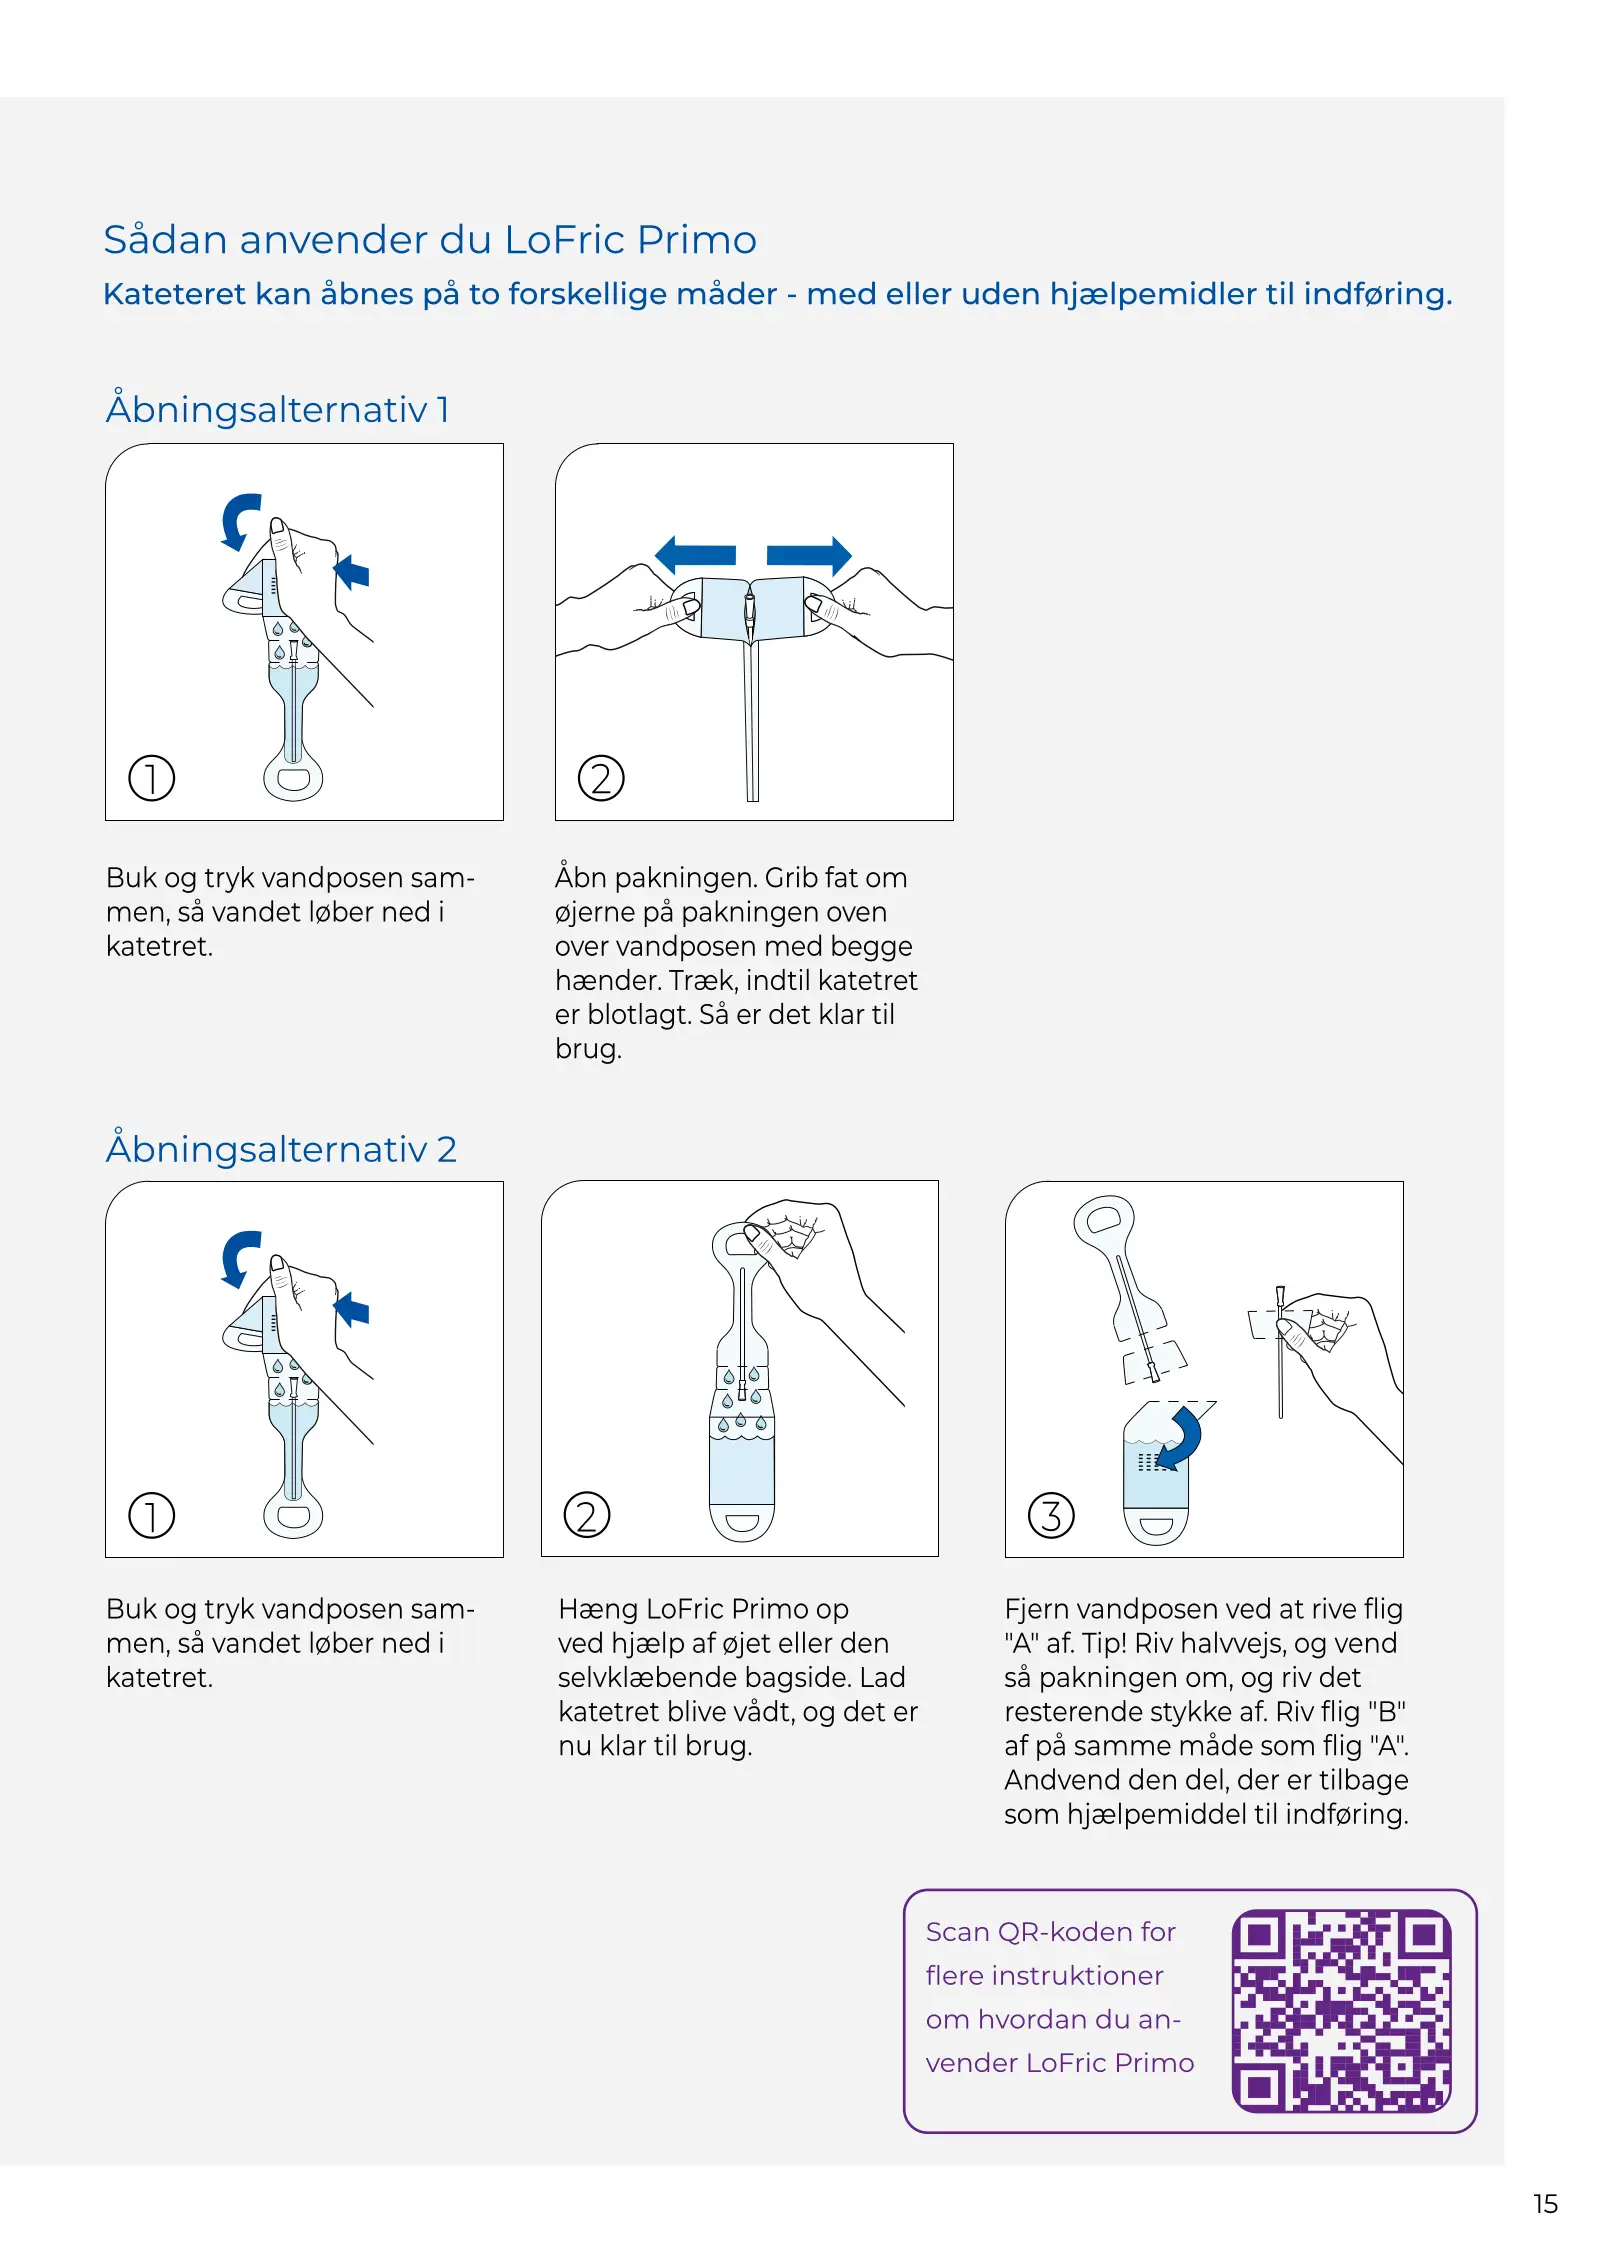 Sådan anvender du LoFric Primo
Kateteret kan åbnes på to forskellige måder - med eller uden hjælpemidler til indføring.
Åbningsalternativ 1
1
2
Buk og tryk vandposen sam-
men, så vandet løber ned i
katetret.
Åbn pakningen. Grib fat om
øjerne på pakningen oven
over vandposen med begge
hænder. Træk, indtil katetret
er blotlagt. Så er det klar til
brug.
Åbningsalternativ 2
1
2
3
Buk og tryk vandposen sam-
men, så vandet løber ned i
katetret.
Hæng LoFric Primo op
ved hjælp af øjet eller den
selvklæbende bagside. Lad
katetret blive vådt, og det er
nu klar til brug.
Fjern vandposen ved at rive flig
"A" af. Tip! Riv halvvejs, og vend
så pakningen om, og riv det
resterende stykke af. Riv flig "B"
af på samme måde som flig "A".
Andvend den del, der er tilbage
som hjælpemiddel til indføring.
Scan QR-koden for
flere instruktioner
om hvordan du an-
vender LoFric Primo
15